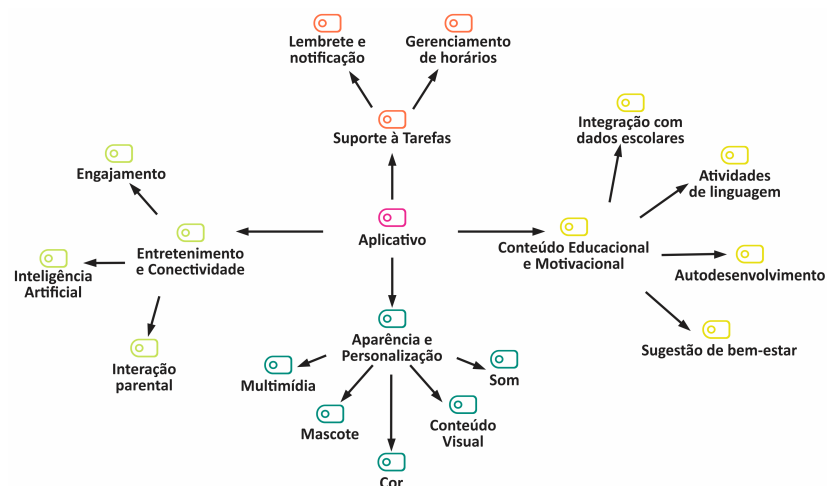 Lembrete e
notificação
Gerenciamento
de horários
Suporte à Tarefas
Integração com
dados escolares
Atividades
de linguagem
Engajamento
Aplicativo
Entretenimento
e Conectividade
Conteúdo Educacional
e Motivacional
Inteligência
Artificial
Autodesenvolvimento
Interação
parental
Aparência e
Personalização
Sugestão de bem-estar
Multimídia
Som
Mascote
Conteúdo
Visual
Cor